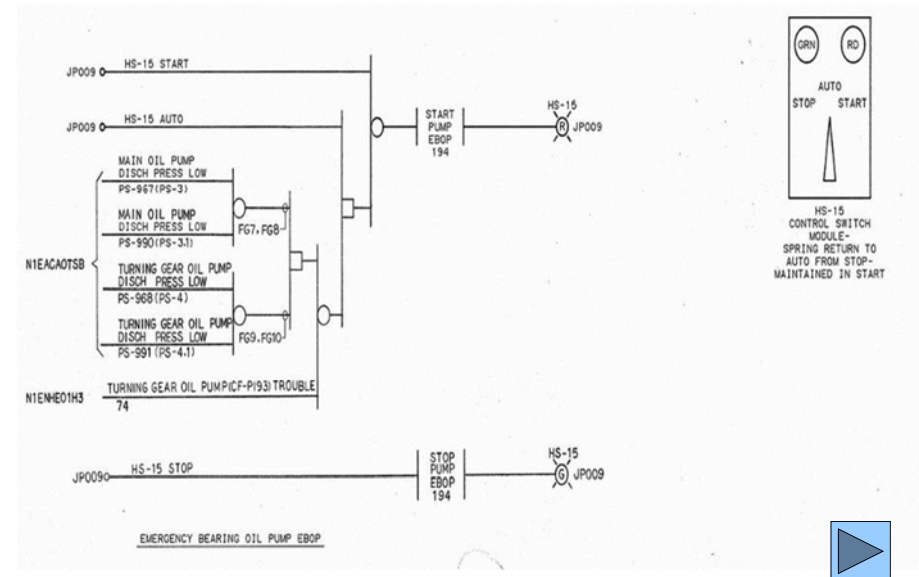 JP009 HS-15 START
JP009 HS-15 AUTO
MAIN OIL PUMP
DISCH PRESS LOW
PS-967(PS-3)
MAIN OIL PUMP
DISCH PRESS LOW
PS-990(PS-3.1)
FG7,FG8
N1EACAOTSB
TURNING GEAR OIL PUMP
DISCH PRESS LOW
PS-968(PS-4)
TURNING GEAR OIL PUMP
DISCH PRESS LOW
PS-991(PS-4.1)
FG9,FG10
N1ENHE01H3
TURNING GEAR OIL PUMP(CF-P193) TROUBLE
74
START
PUMP
EBOP
194
HS-15
R JP009
JP009 HS-15 STOP
STOP
PUMP
EBOP
194
HS-15
G JP009
EMERGENCY BEARING OIL PUMP EBOP
GRN RD
AUTO
STOP START
HS-15
CONTROL SWITCH
MODULE-
SPRING RETURN TO
AUTO FROM STOP-
MAINTAINED IN START